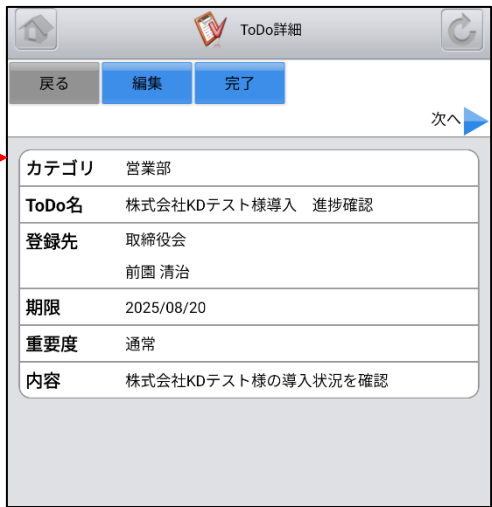 ToDo詳細
戻る 編集 完了
次へ
カテゴリ 営業部
ToDo名 株式会社KDテスト様導入　進捗確認
登録先 取締役会
前園 清治
期限 2025/08/20
重要度 通常
内容 株式会社KDテスト様の導入状況を確認